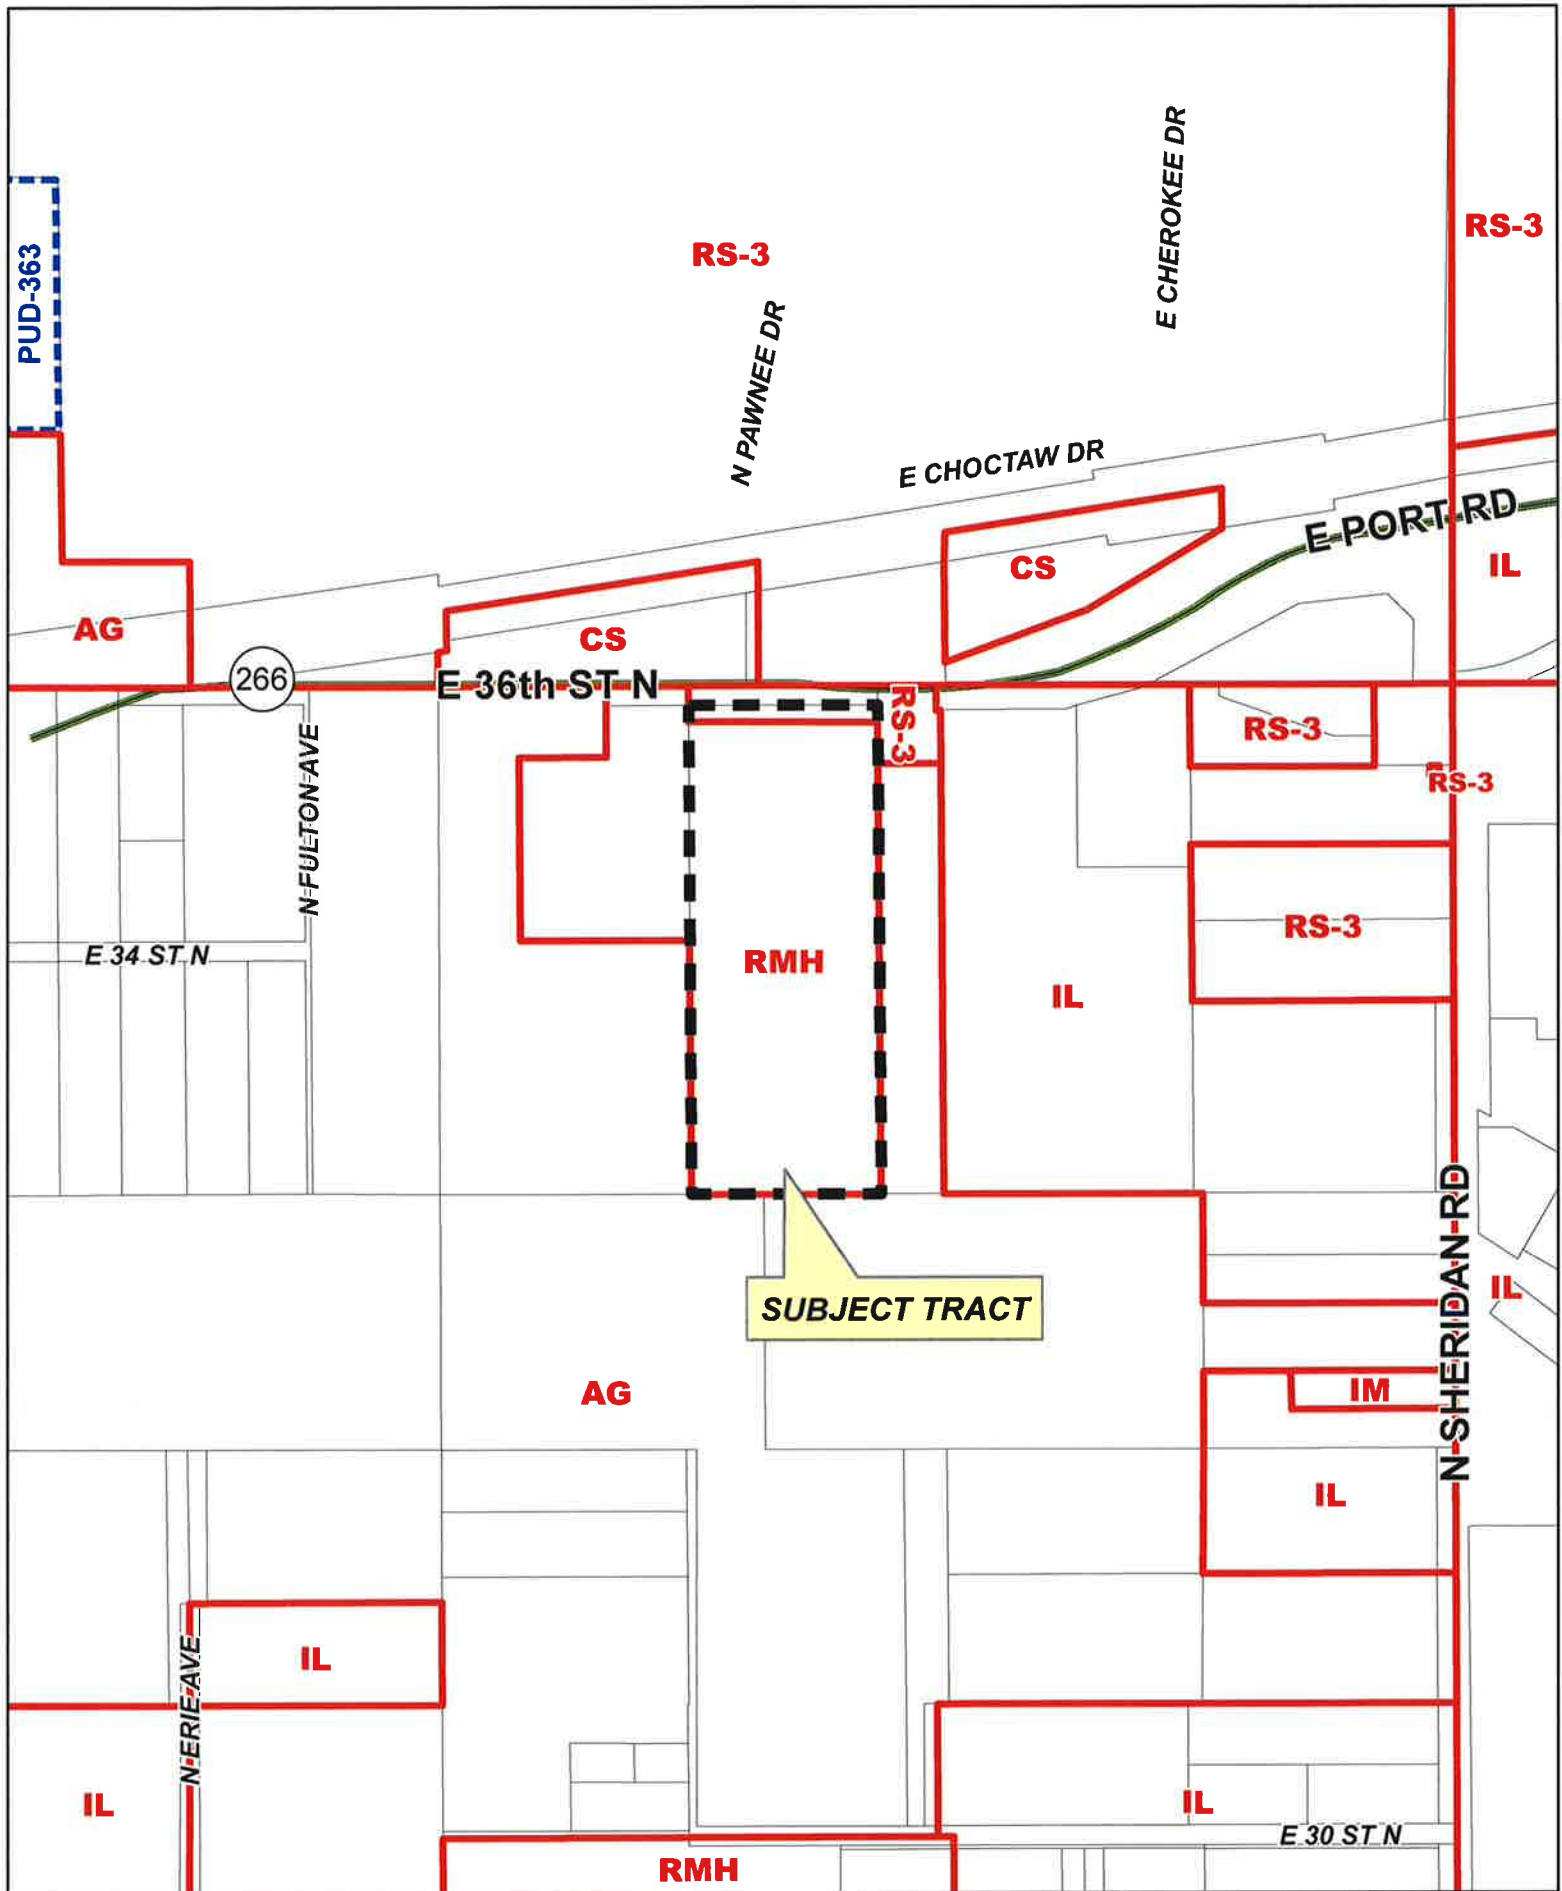 E CHEROKEE DR
RS-3
RS-3
PUD-363
N PAWNEE DR
E CHOCTAW DR
E PORT RD
CS
IL
AG
CS
266
E 36th ST N
RS-3
RS-3
RS-3
N FULTON AVE
RS-3
E 34 ST N
RMH
IL
N SHERIDAN RD
IL
SUBJECT TRACT
AG
IM
IL
IL
N ERIE AVE
IL
IL
E 30 ST N
RMH